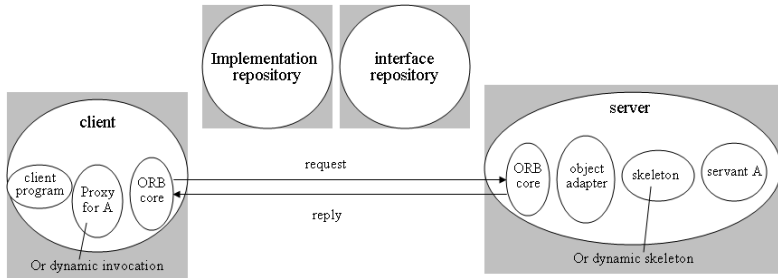 Implementation
repository
interface
repository
client
server
client
program
Proxy
for A
ORB
core
request
reply
ORB
core
object
adapter
skeleton
servant A
Or dynamic invocation
Or dynamic skeleton